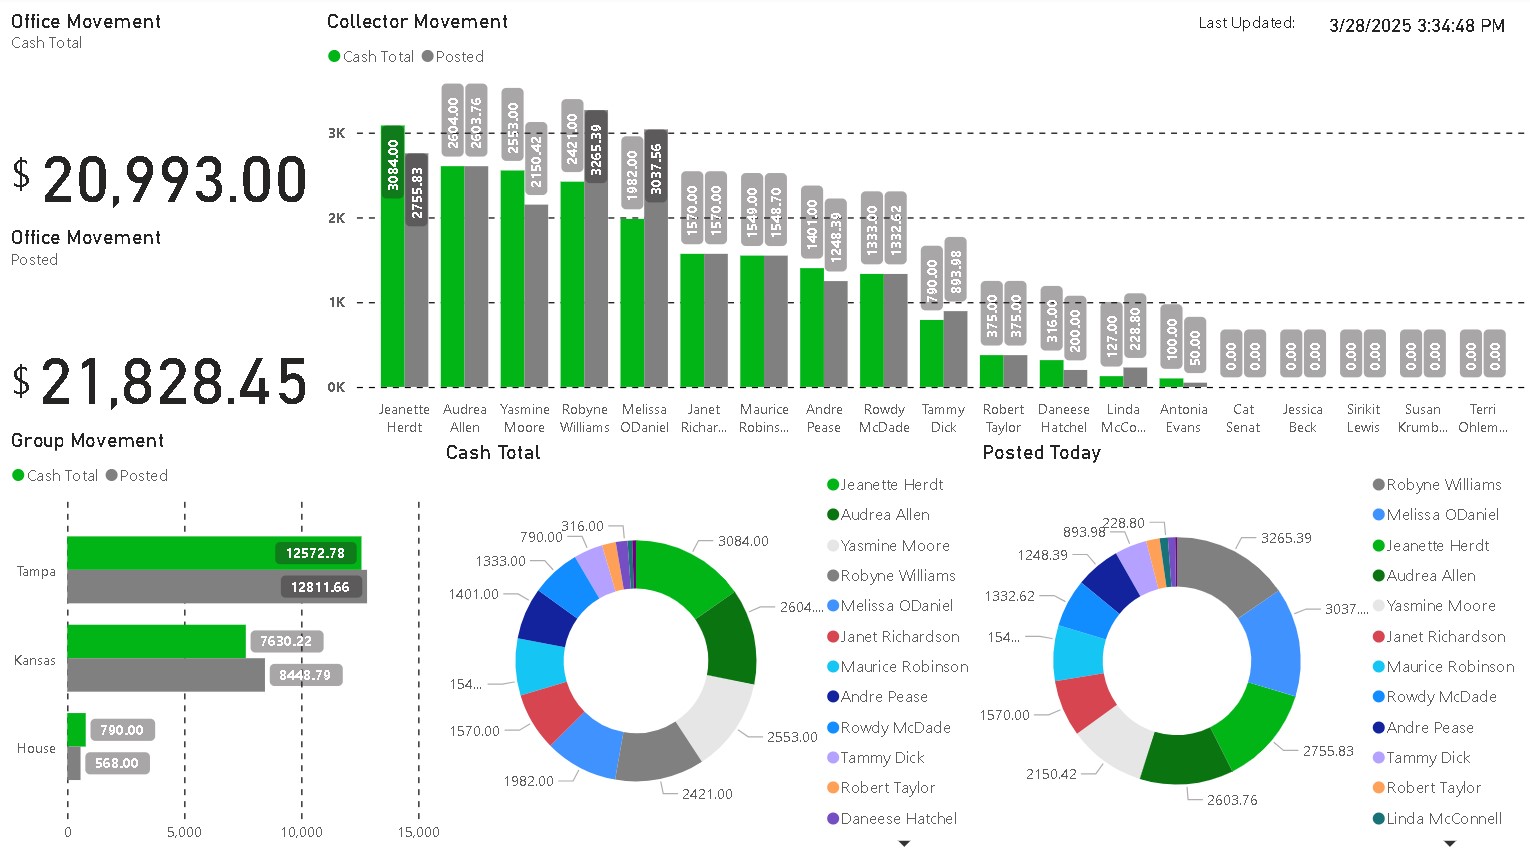 Office Movement
Cash Total
$ 20,993.00
Office Movement
Posted
$ 21,828.45
Collector Movement
Cash Total Posted
Last Updated: 3/28/2025 3:34:48 PM
3K
2K
1K
0K
3084.00 2755.83
2604.00 2603.76
2553.00 2150.42
2421.00 3265.39
1982.00 3037.56
1570.00 1570.00
1549.00 1548.70
1401.00 1248.39
1333.00 1332.62
790.00 893.98
375.00 375.00
316.00 200.00
127.00 228.80
100.00 50.00
0.00 0.00
0.00 0.00
0.00 0.00
0.00 0.00
0.00 0.00
Jeanette Herdt
Audrea Allen
Yasmine Moore
Robyne Williams
Melissa ODaniel
Janet Richar...
Maurice Robins...
Andre Pease
Rowdy McDade
Tammy Dick
Robert Taylor
Daneese Hatchel
Linda McCo...
Antonia Evans
Cat Senat
Jessica Beck
Sirikit Lewis
Susan Krumb...
Terri Ohlem...
Group Movement
Cash Total Posted
Tampa
12572.78
12811.66
Kansas
7630.22
8448.79
House
790.00
568.00
0 5,000 10,000 15,000
Cash Total
3084.00
2604....
2553.00
2421.00
1982.00
1570.00
154...
1401.00
1333.00
790.00
316.00
Jeanette Herdt
Audrea Allen
Yasmine Moore
Robyne Williams
Melissa ODaniel
Janet Richardson
Maurice Robinson
Andre Pease
Rowdy McDade
Tammy Dick
Robert Taylor
Daneese Hatchel
Posted Today
3265.39
3037....
2755.83
2603.76
2150.42
1570.00
154...
1332.62
1248.39
893.98
228.80
Robyne Williams
Melissa ODaniel
Jeanette Herdt
Audrea Allen
Yasmine Moore
Janet Richardson
Maurice Robinson
Rowdy McDade
Andre Pease
Tammy Dick
Robert Taylor
Linda McConnell